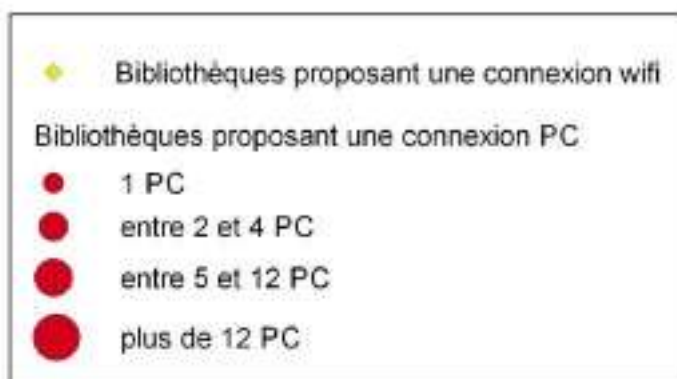 Bibliothèques proposant une connexion wifi
Bibliothèques proposant une connexion PC
1 PC
entre 2 et 4 PC
entre 5 et 12 PC
plus de 12 PC